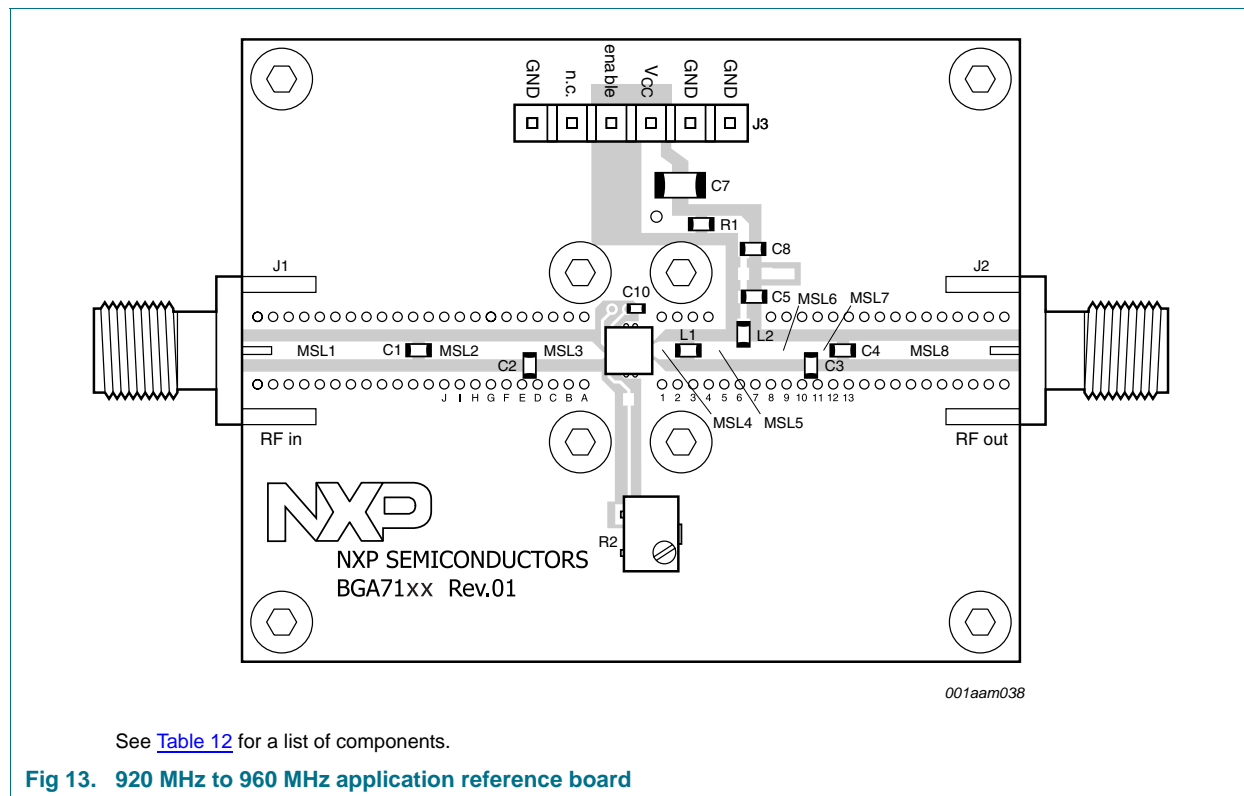 GND
n.c.
enable
VCC
GND
GND
J3
C7
R1
C8
J1
J2
C10
C5
MSL6
MSL7
L1
L2
MSL1
C1
MSL2
MSL3
C4
MSL8
C2
C3
J I H G F E D C B A
1 2 3 4 5 6 7 8 9 10 11 12 13
MSL4
MSL5
RF in
RF out
NXP
R2
NXP SEMICONDUCTORS
BGA71xx Rev.01
001aam038
See Table 12 for a list of components.
Fig 13. 920 MHz to 960 MHz application reference board